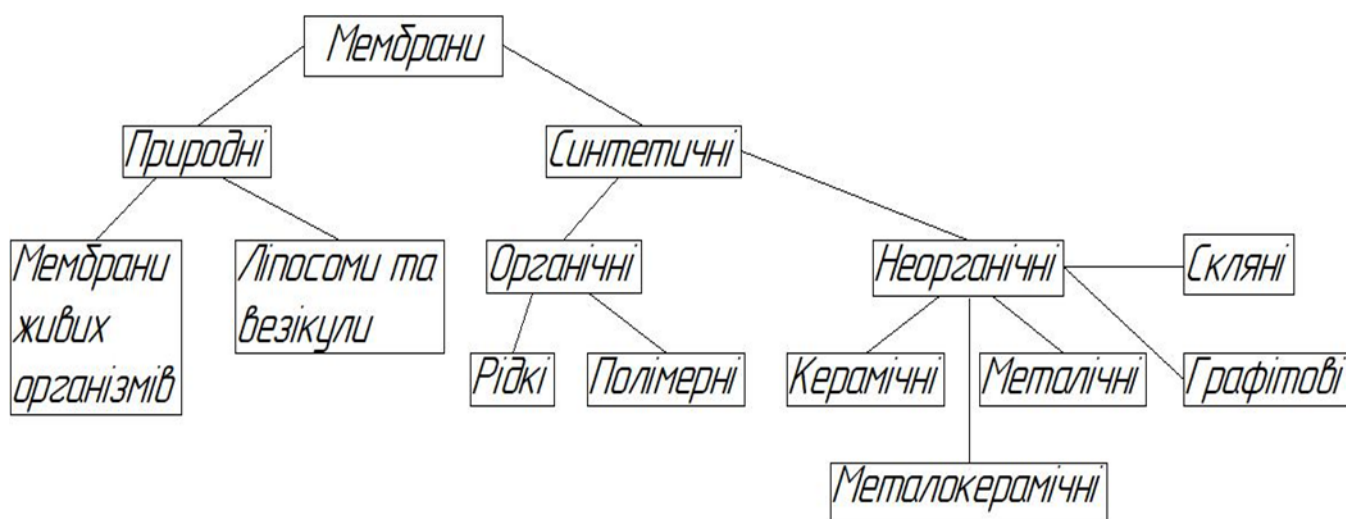 Мембрани
Природні
Синтетичні
Мембрани
живих
організмів
Ліпосоми та
везікули
Органічні
Неорганічні
Скляні
Рідкі
Полімерні
Керамічні
Металічні
Графітові
Металокерамічні